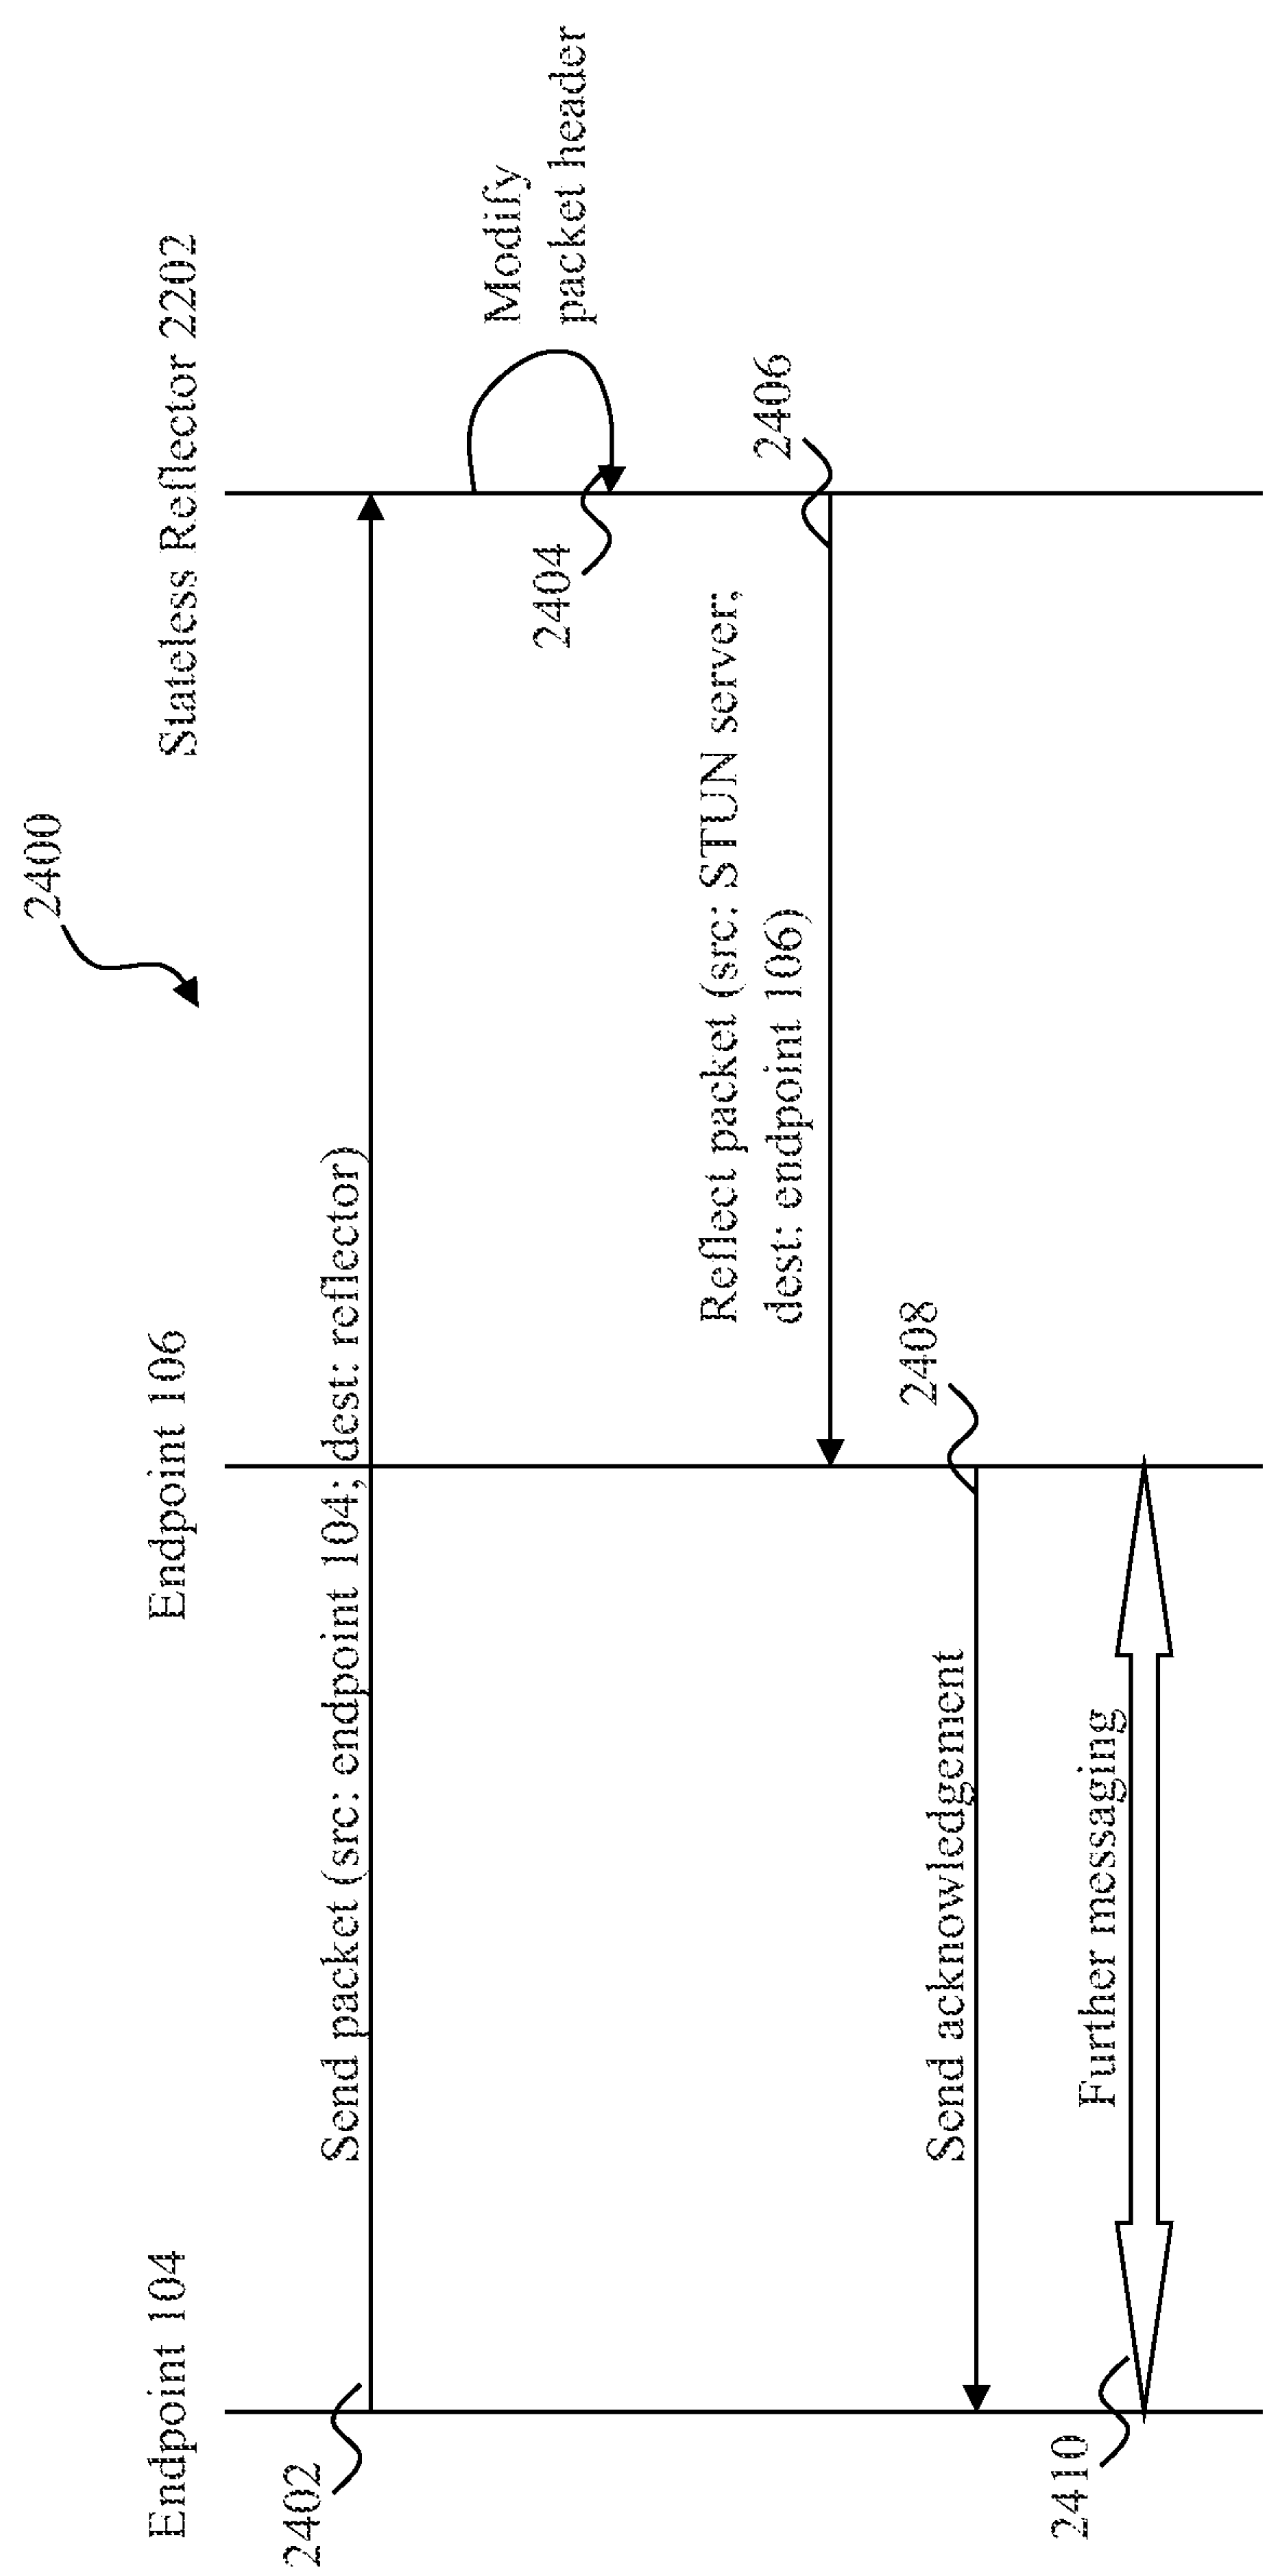 2400
Endpoint 104
Endpoint 106
Stateless Reflector 2202
2402
Send packet (src: endpoint 104; dest: reflector)
Modify
packet header
2404
Reflect packet (src: STUN server;
dest: endpoint 106)
2406
2408
Send acknowledgement
2410
Further messaging